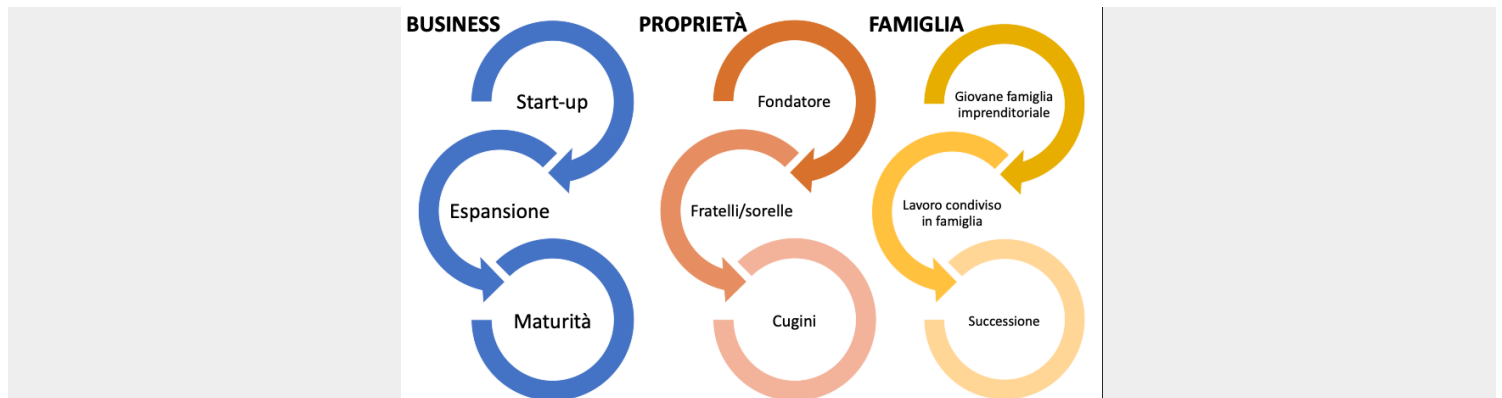 BUSINESS
Start-up
Espansione
Maturità
PROPRIETÀ
Fondatore
Fratelli/sorelle
Cugini
FAMIGLIA
Giovane famiglia
imprenditoriale
Lavoro condiviso
in famiglia
Successione